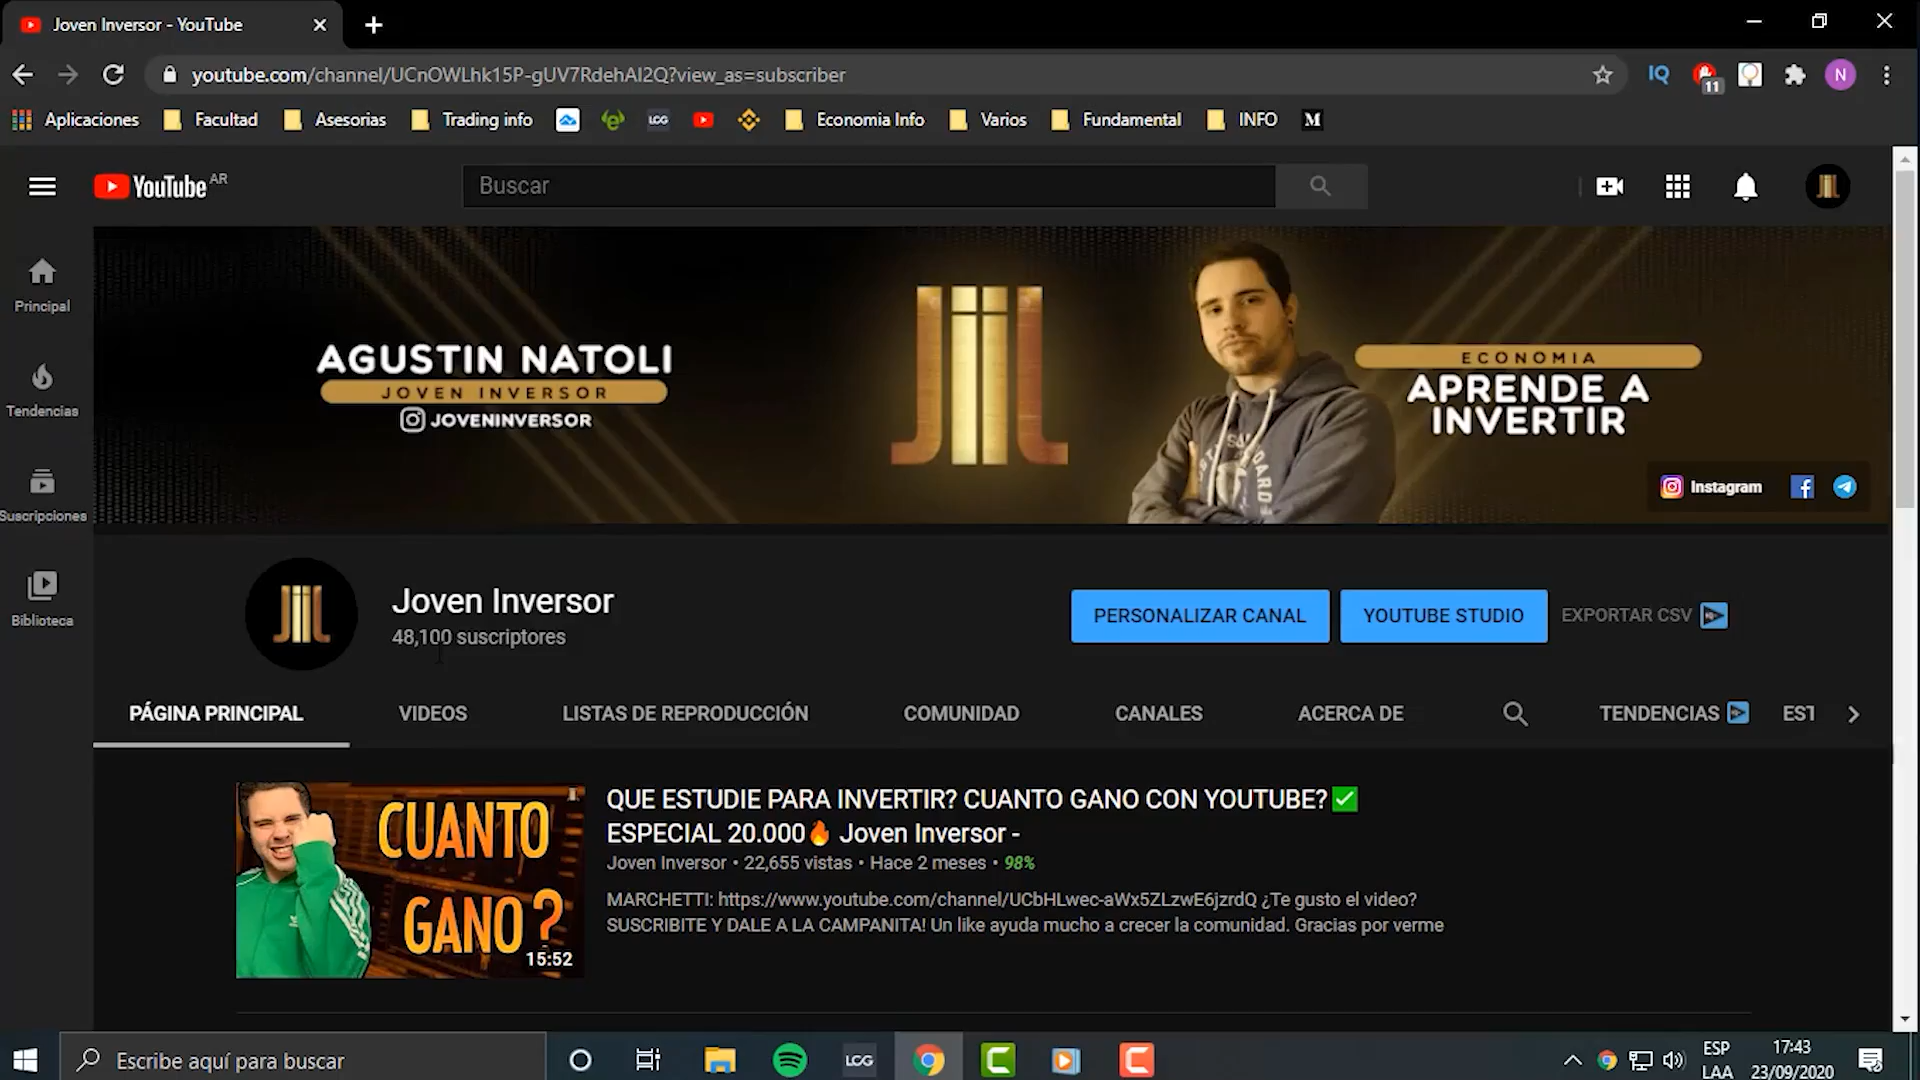 Joven Inversor - YouTube
youtube.com/channel/UCnOWLhk15P-gUV7RdehAI2Q?view_as=subscriber
IQ
11
N
Aplicaciones
Facultad
Asesorias
Trading info
LCG
Economia Info
Varios
Fundamental
INFO
M
YouTube AR
Buscar
Principal
Tendencias
Suscripciones
Biblioteca
AGUSTIN NATOLI
JOVEN INVERSOR
JOVENINVERSOR
ECONOMIA
APRENDE A
INVERTIR
Instagram
Joven Inversor
48,100 suscriptores
PERSONALIZAR CANAL
YOUTUBE STUDIO
EXPORTAR CSV
PÁGINA PRINCIPAL
VIDEOS
LISTAS DE REPRODUCCIÓN
COMUNIDAD
CANALES
ACERCA DE
TENDENCIAS
EST
CUANTO
GANO?
15:52
QUE ESTUDIE PARA INVERTIR? CUANTO GANO CON YOUTUBE?✅
ESPECIAL 20.000🔥 Joven Inversor -
Joven Inversor • 22,655 vistas • Hace 2 meses • 98%
MARCHETTI: https://www.youtube.com/channel/UCbHLwec-aWx5ZLzwE6jzrdQ ¿Te gusto el video?
SUSCRIBITE Y DALE A LA CAMPANITA! Un like ayuda mucho a crecer la comunidad. Gracias por verme
Escribe aquí para buscar
LCG
ESP
LAA
17:43
23/09/2020